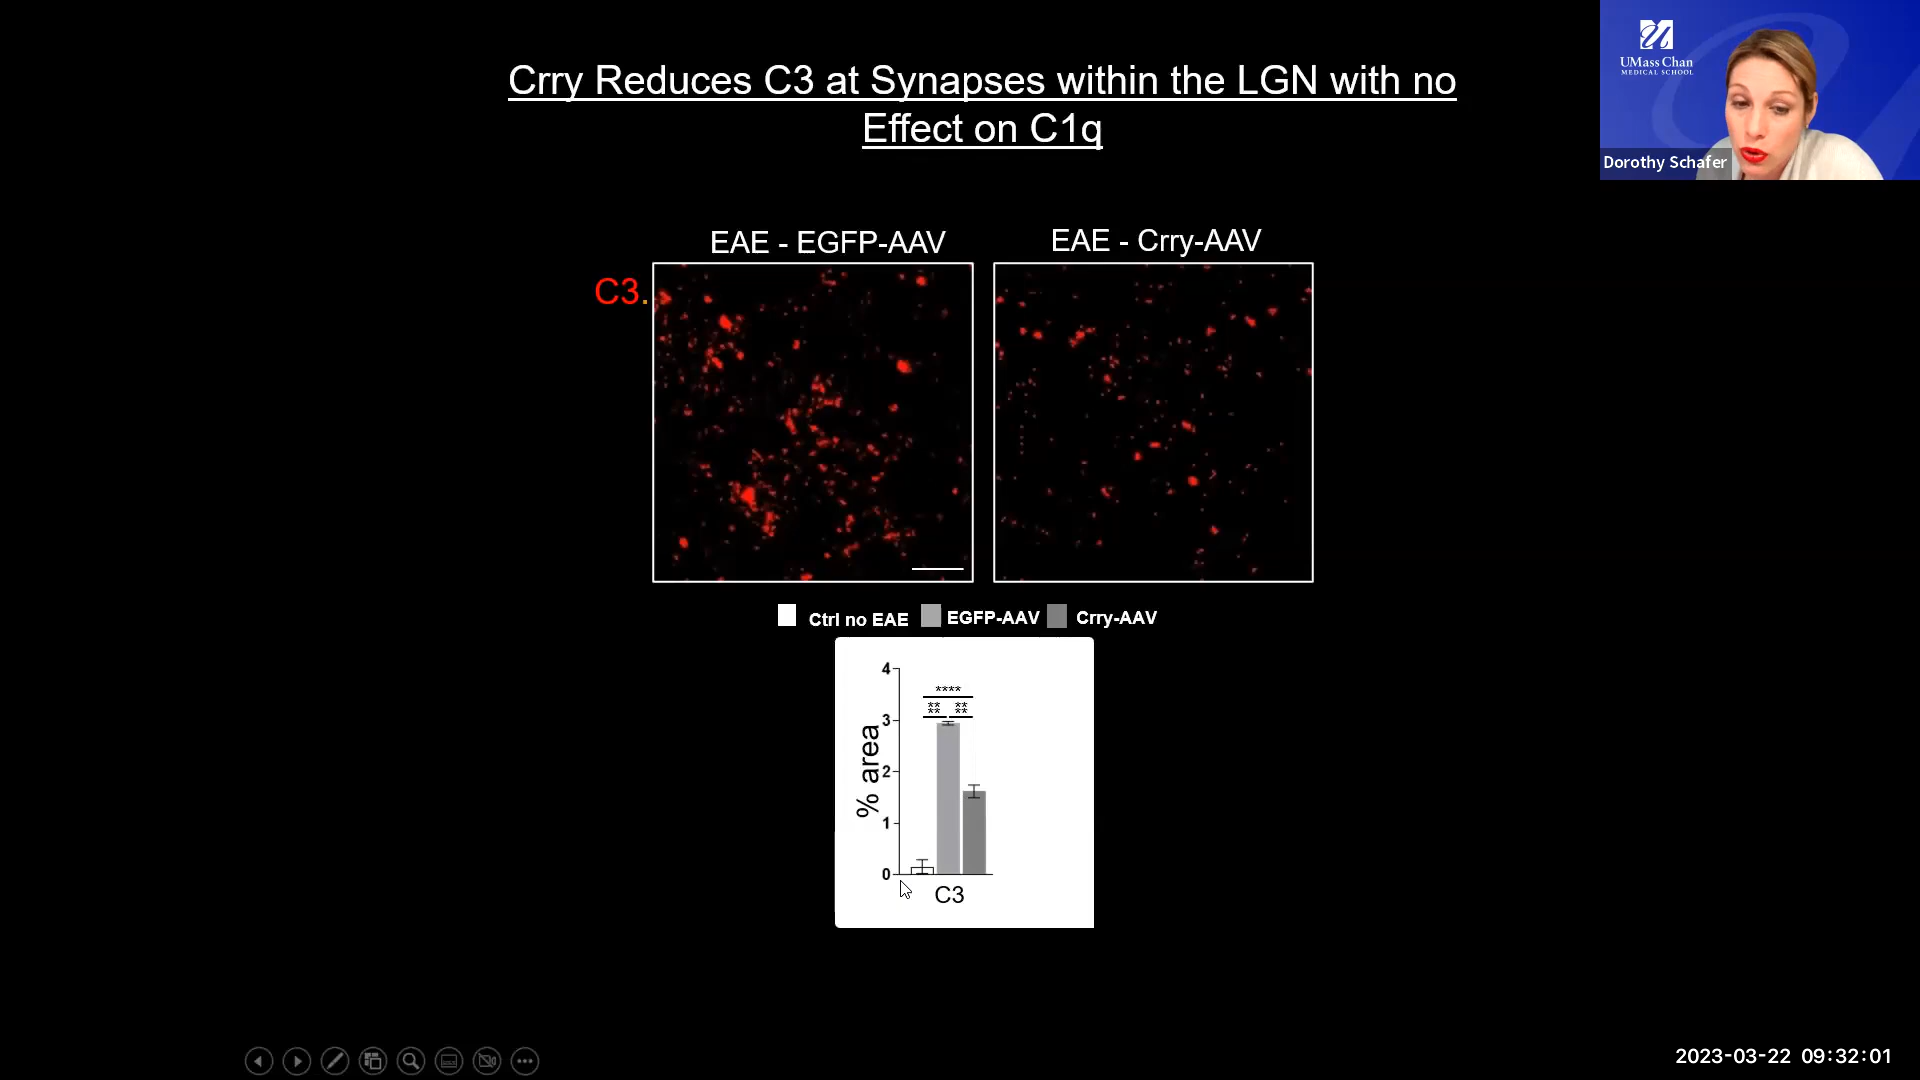 Crry Reduces C3 at Synapses within the LGN with no
Effect on C1q
UMass Chan
MEDICAL SCHOOL
Dorothy Schafer
EAE - EGFP-AAV
EAE - Crry-AAV
C3.
Ctrl no EAE
EGFP-AAV
Crry-AAV
4
3
2
1
0
% area
****
**
**
**
**
C3
2023-03-22 09:32:01